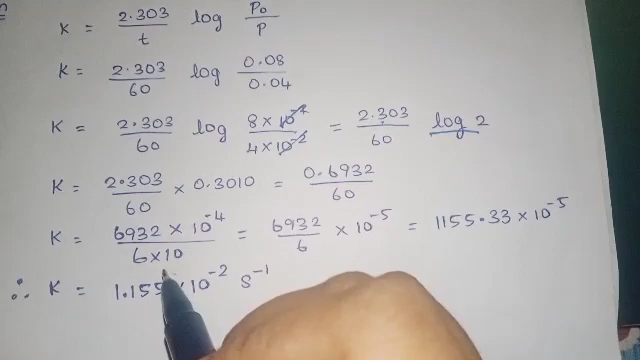 K = 2.303/t log P₀/P
K = 2.303/60 log 0.08/0.04
K = 2.303/60 log 8×10⁻²/4×10⁻² = 2.303/60 log 2
K = 2.303/60 × 0.3010 = 0.6932/60
K = 6932 × 10⁻⁴/6×10 = 6932/6 × 10⁻⁵ = 1155.33 × 10⁻⁵
∴ K = 1.155 × 10⁻² s⁻¹